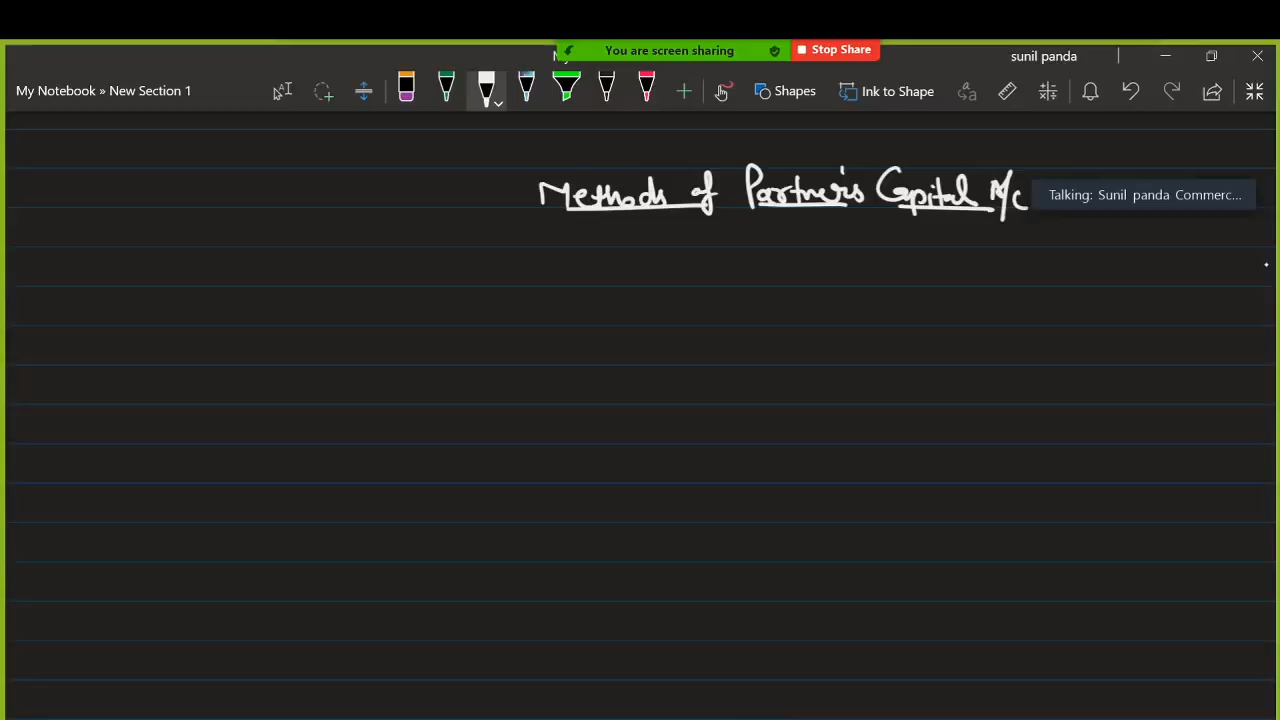 You are screen sharing
Stop Share
sunil panda
My Notebook » New Section 1
Shapes
Ink to Shape
Methods of Partner's Capital A/c
Talking: Sunil panda Commerc...